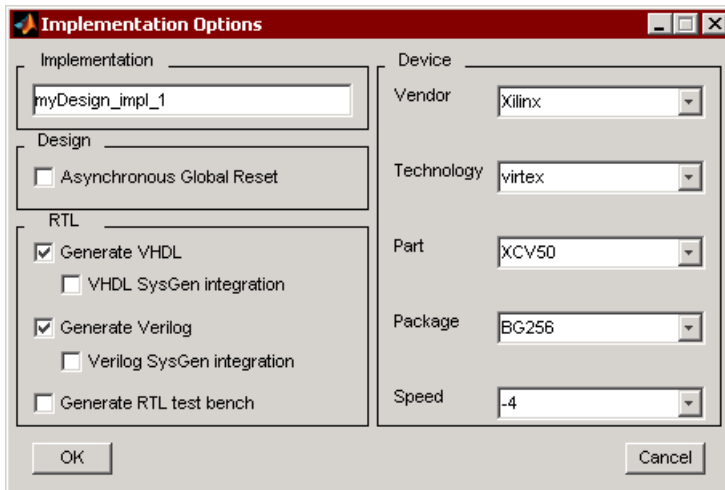 Implementation Options
Implementation
myDesign_impl_1
Design
Asynchronous Global Reset
RTL
Generate VHDL
VHDL SysGen integration
Generate Verilog
Verilog SysGen integration
Generate RTL test bench
Device
Vendor
Xilinx
Technology
virtex
Part
XCV50
Package
BG256
Speed
-4
OK
Cancel